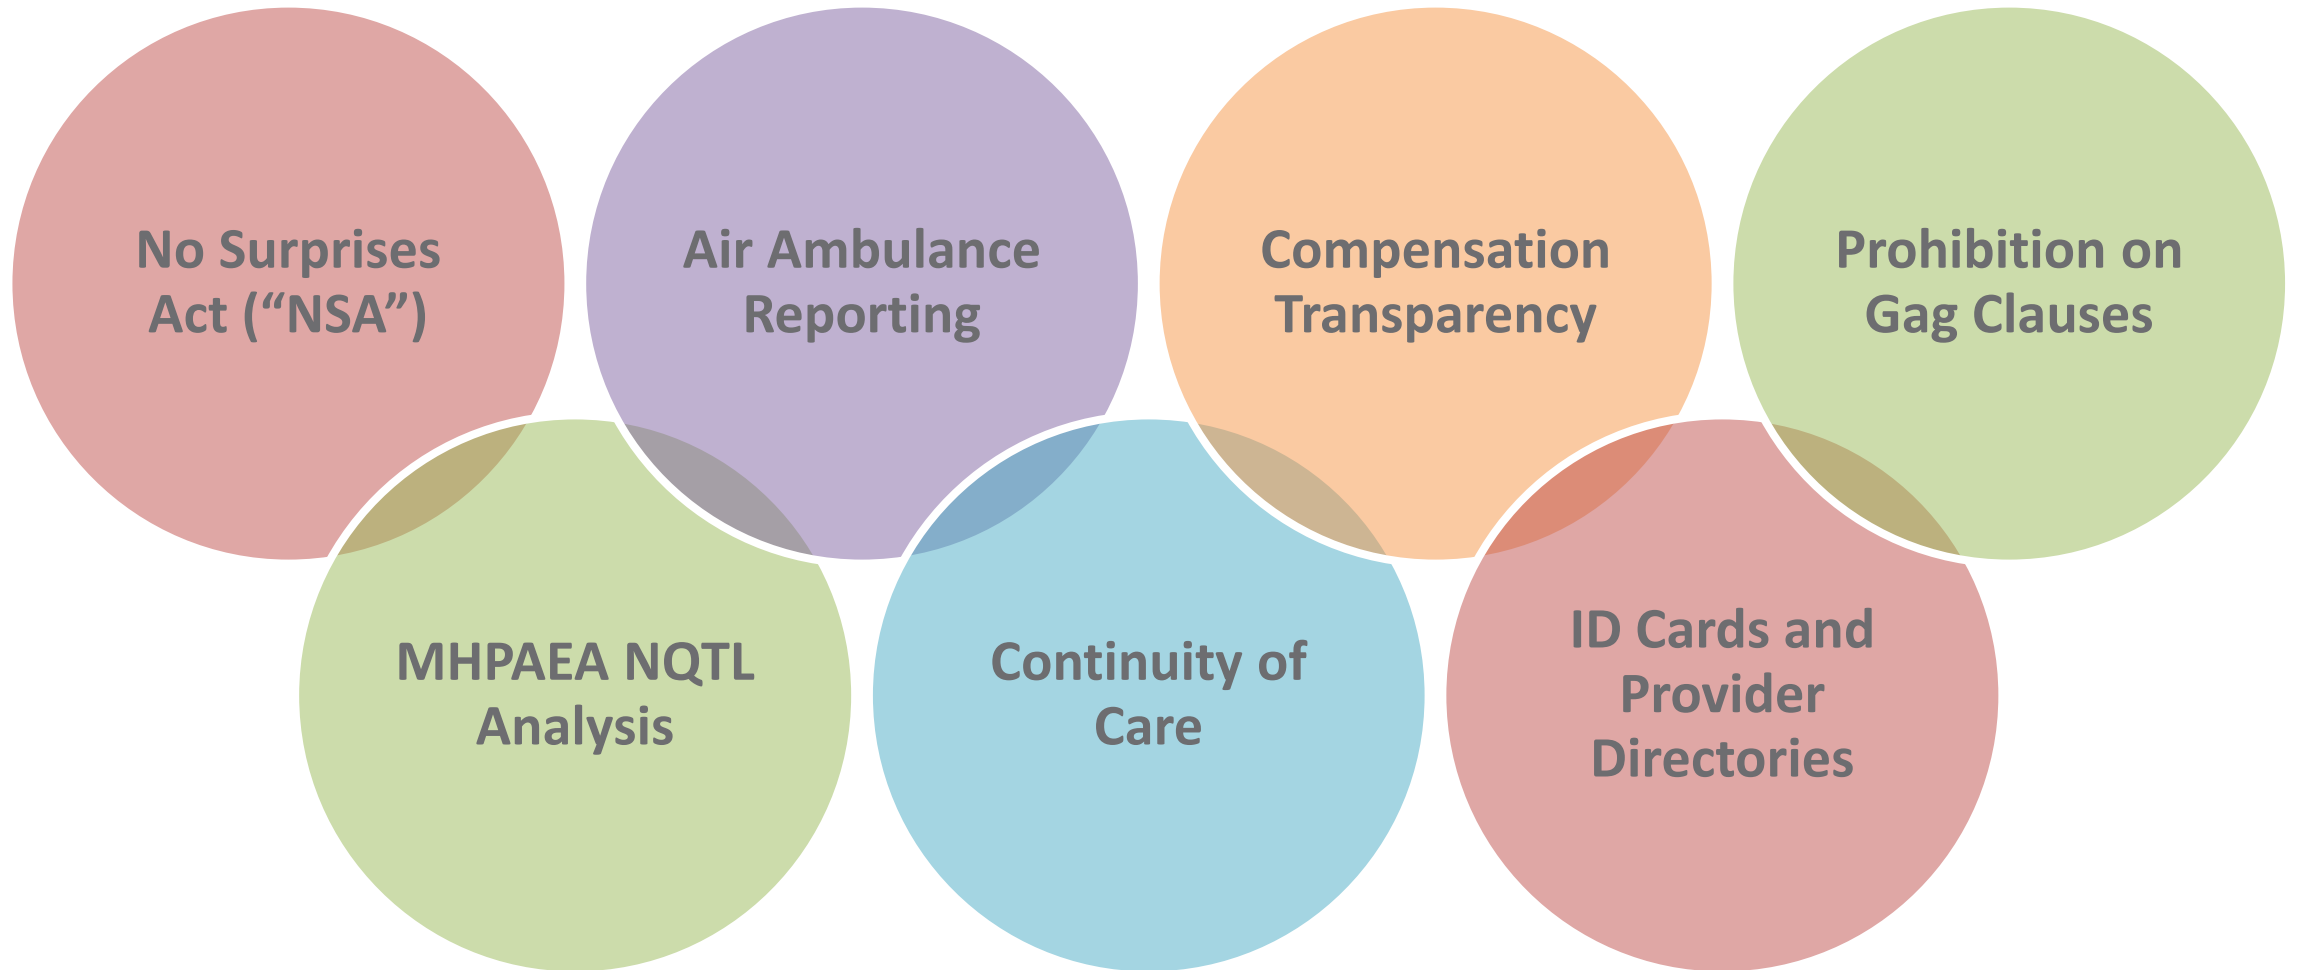 No Surprises
Act (“NSA”)
Air Ambulance
Reporting
Compensation
Transparency
Prohibition on
Gag Clauses
MHPAEA NQTL
Analysis
Continuity of
Care
ID Cards and
Provider
Directories